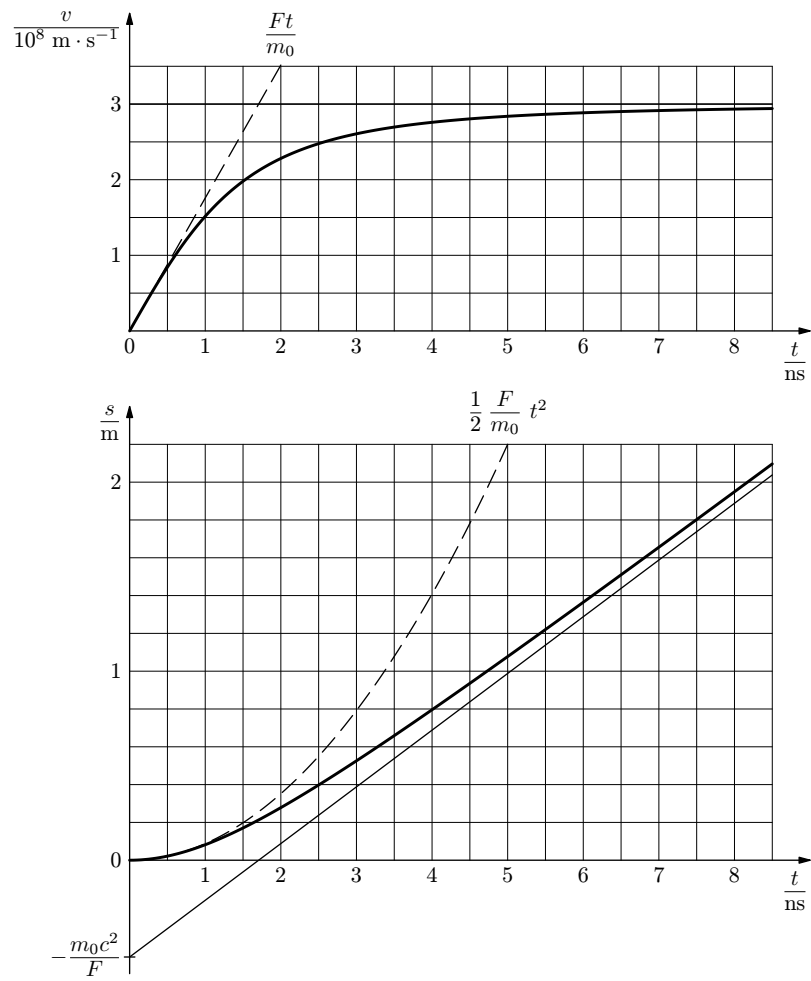 v / 10⁸ m · s⁻¹
Ft / m₀
3
2
1
0 1 2 3 4 5 6 7 8
t / ns
s / m
1/2 F/m₀ t²
2
1
0
1 2 3 4 5 6 7 8
t / ns
−m₀c² / F